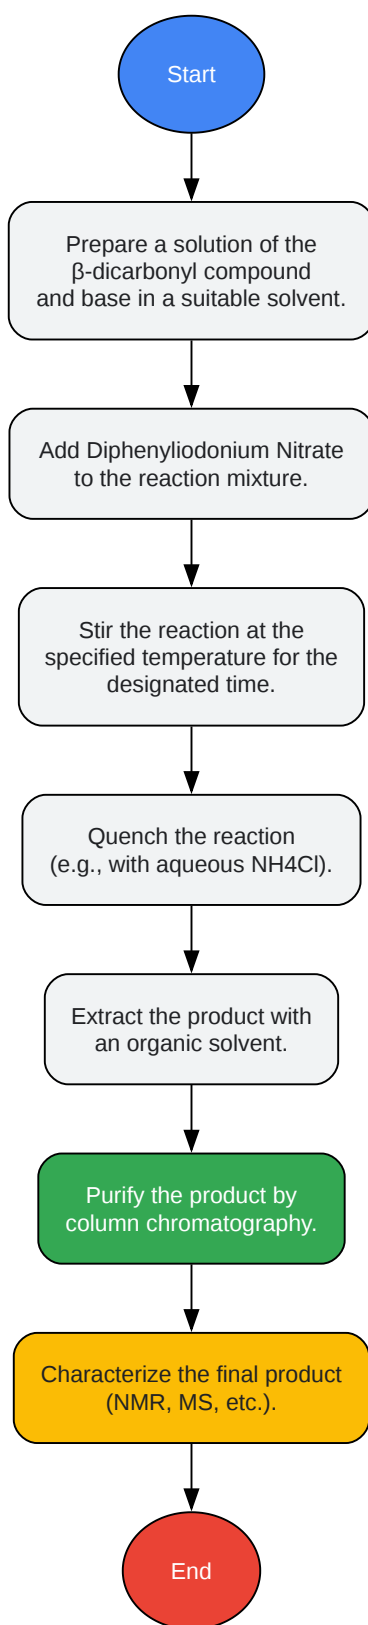 Start
Prepare a solution of the
β-dicarbonyl compound
and base in a suitable solvent.
Add Diphenyliodonium Nitrate
to the reaction mixture.
Stir the reaction at the
specified temperature for the
designated time.
Quench the reaction
(e.g., with aqueous NH4Cl).
Extract the product with
an organic solvent.
Purify the product by
column chromatography.
Characterize the final product
(NMR, MS, etc.).
End